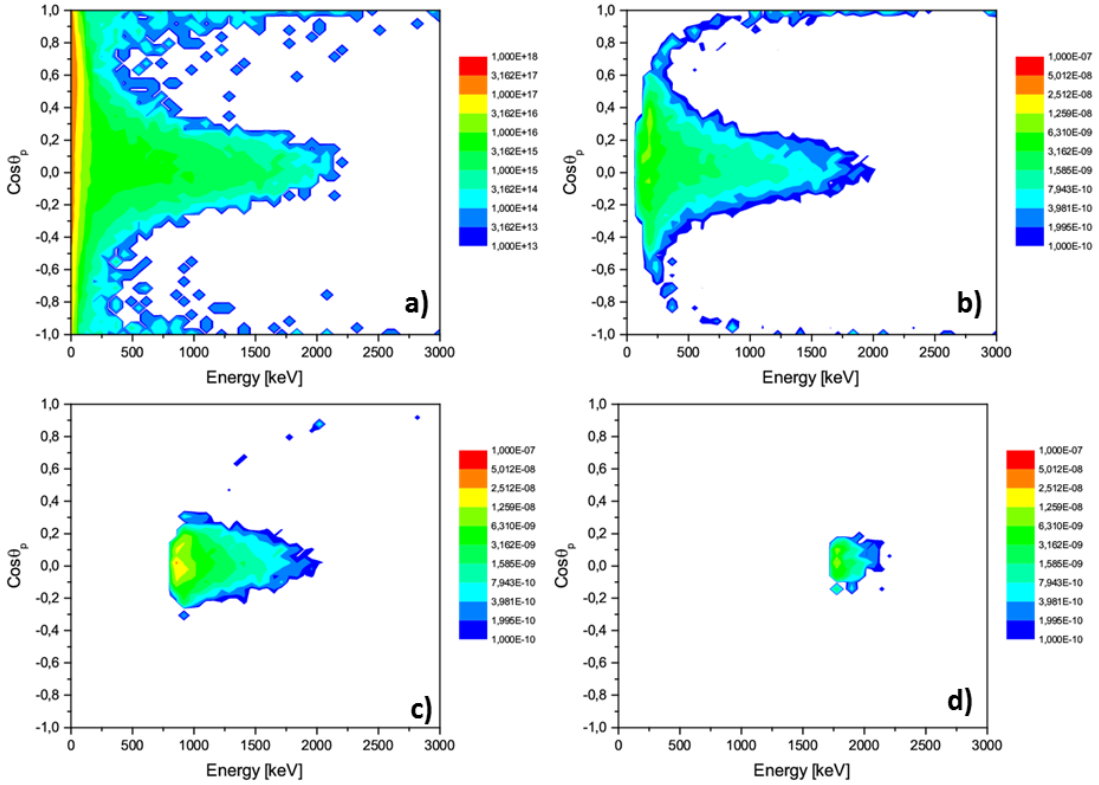 1,0
0,8
0,6
0,4
0,2
0,0
-0,2
-0,4
-0,6
-0,8
-1,0
Cosθp
0 500 1000 1500 2000 2500 3000
Energy [keV]
a)
1,000E+18
3,162E+17
1,000E+17
3,162E+16
1,000E+16
3,162E+15
1,000E+15
3,162E+14
1,000E+14
3,162E+13
1,000E+13
1,0
0,8
0,6
0,4
0,2
0,0
-0,2
-0,4
-0,6
-0,8
-1,0
Cosθp
0 500 1000 1500 2000 2500 3000
Energy [keV]
b)
1,000E-07
5,012E-08
2,512E-08
1,259E-08
6,310E-09
3,162E-09
1,585E-09
7,943E-10
3,981E-10
1,995E-10
1,000E-10
1,0
0,8
0,6
0,4
0,2
0,0
-0,2
-0,4
-0,6
-0,8
-1,0
Cosθp
0 500 1000 1500 2000 2500 3000
Energy [keV]
c)
1,000E-07
5,012E-08
2,512E-08
1,259E-08
6,310E-09
3,162E-09
1,585E-09
7,943E-10
3,981E-10
1,995E-10
1,000E-10
1,0
0,8
0,6
0,4
0,2
0,0
-0,2
-0,4
-0,6
-0,8
-1,0
Cosθp
0 500 1000 1500 2000 2500 3000
Energy [keV]
d)
1,000E-07
5,012E-08
2,512E-08
1,259E-08
6,310E-09
3,162E-09
1,585E-09
7,943E-10
3,981E-10
1,995E-10
1,000E-10